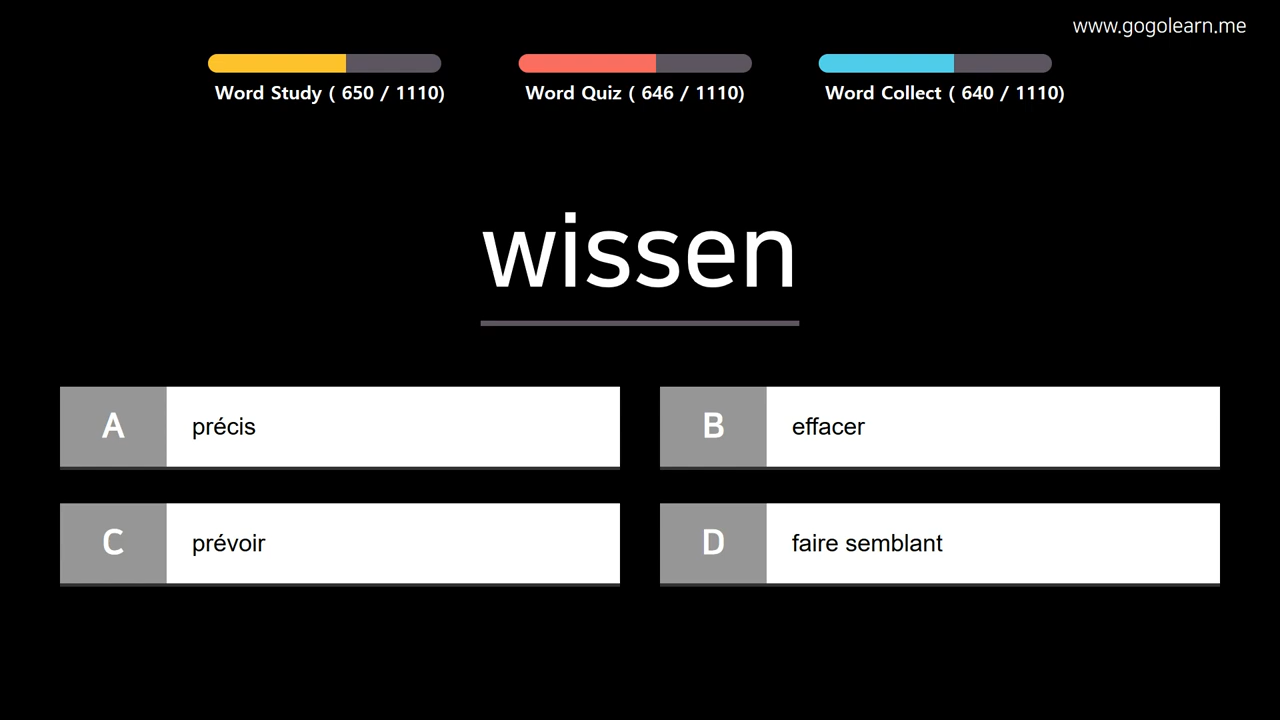 www.gogolearn.me
Word Study ( 650 / 1110)
Word Quiz ( 646 / 1110)
Word Collect ( 640 / 1110)
wissen
A précis
B effacer
C prévoir
D faire semblant